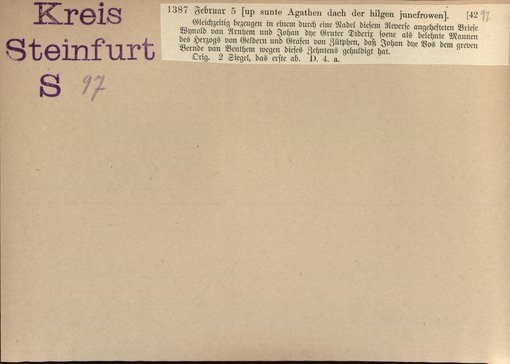 Kreis
Steinfurt
S 97
1387 Februar 5 [up sunte Agathen dach der hilgen juncfrowen]. [42 97
Gleichzeitig bezeugen in einem durch eine Nadel diesem Reverse angehefteten Briefe
Wynold van Arnhem und Johan dye Gruter Dideriz soene als belehnte Mannen
des Herzogs von Geldern und Grafen von Zütphen, daß Johan dye Vos dem greven
Bernde van Benthem wegen dieses Zehntens gehuldigt hat.
Orig. 2 Siegel, das erste ab. D. 4. a.